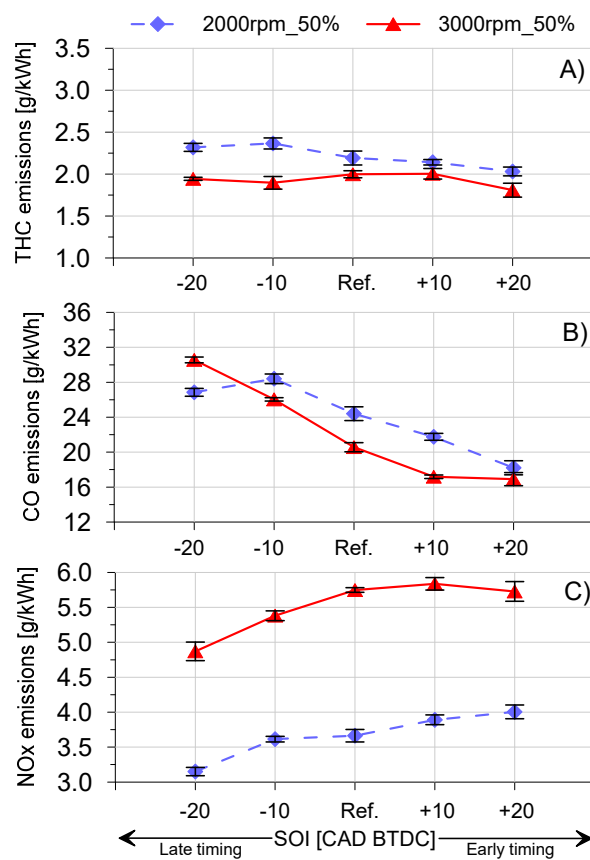 2000rpm_50% 3000rpm_50%
A)
THC emissions [g/kWh]
3.5
3.0
2.5
2.0
1.5
1.0
-20 -10 Ref. +10 +20
B)
CO emissions [g/kWh]
36
32
28
24
20
16
12
-20 -10 Ref. +10 +20
C)
NOx emissions [g/kWh]
6.0
5.5
5.0
4.5
4.0
3.5
3.0
-20 -10 Ref. +10 +20
Late timing SOI [CAD BTDC] Early timing